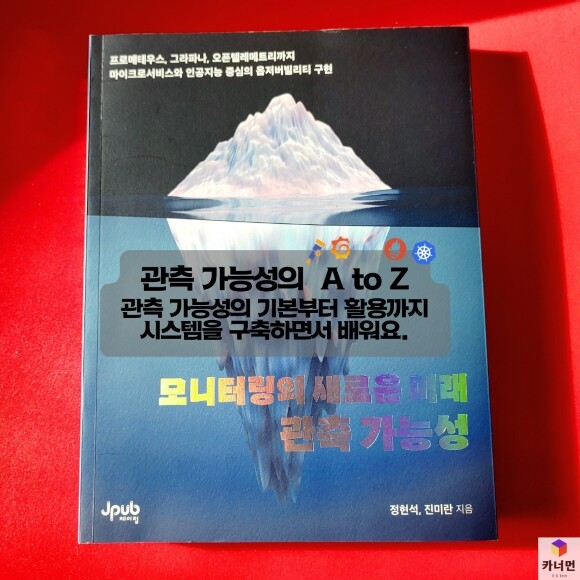 프로메테우스, 그라파나, 오픈텔레메트리까지
마이크로서비스와 인공지능 중심의 옵저버빌리티 구현
관측 가능성의 A to Z
관측 가능성의 기본부터 활용까지
시스템을 구축하면서 배워요.
모니터링의 새로운 미래
관측 가능성
Jpub
제이펍
정현석, 진미란 지음
카너먼